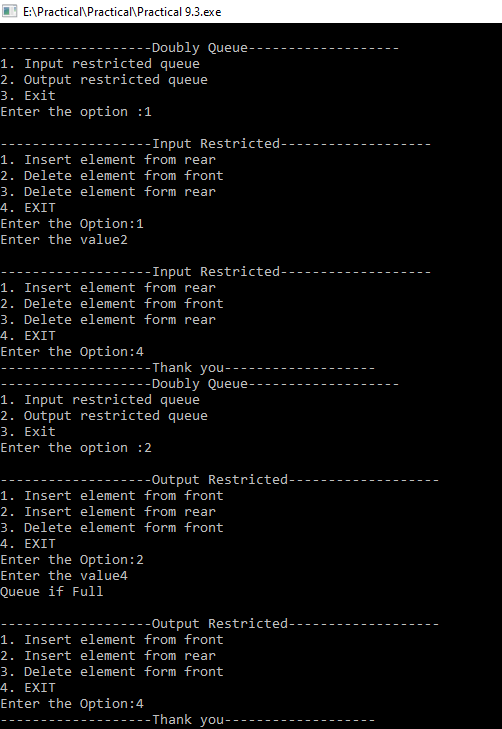 E:\Practical\Practical\Practical 9.3.exe
-------------------Doubly Queue-------------------
1. Input restricted queue
2. Output restricted queue
3. Exit
Enter the option :1
-------------------Input Restricted-------------------
1. Insert element from rear
2. Delete element from front
3. Delete element form rear
4. EXIT
Enter the Option:1
Enter the value2
-------------------Input Restricted-------------------
1. Insert element from rear
2. Delete element from front
3. Delete element form rear
4. EXIT
Enter the Option:4
-------------------Thank you-------------------
-------------------Doubly Queue-------------------
1. Input restricted queue
2. Output restricted queue
3. Exit
Enter the option :2
-------------------Output Restricted-------------------
1. Insert element from front
2. Insert element from rear
3. Delete element form front
4. EXIT
Enter the Option:2
Enter the value4
Queue if Full
-------------------Output Restricted-------------------
1. Insert element from front
2. Insert element from rear
3. Delete element form front
4. EXIT
Enter the Option:4
-------------------Thank you-------------------